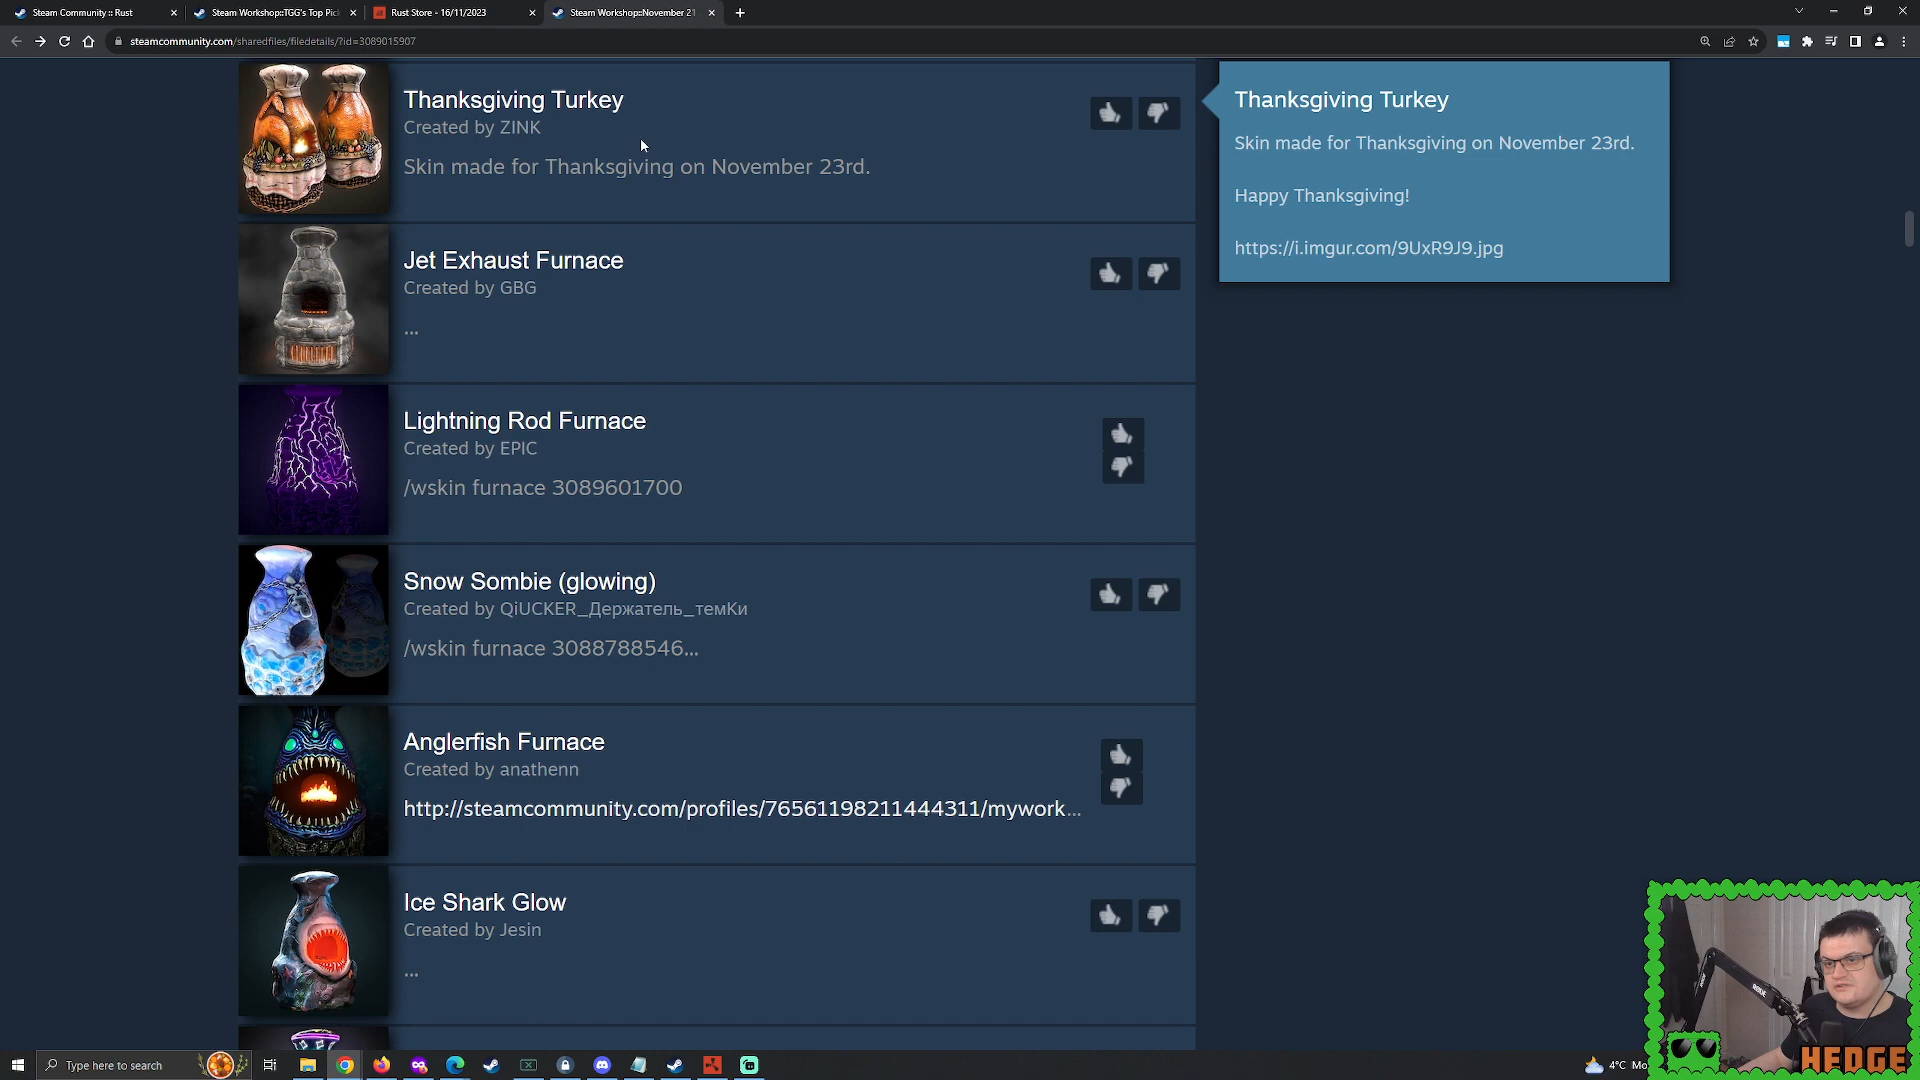 Steam Community :: Rust
Steam Workshop::TGG's Top Pic
Rust Store - 16/11/2023
Steam Workshop::November 21
steamcommunity.com/sharedfiles/filedetails/?id=3089015907
Thanksgiving Turkey
Created by ZINK
Skin made for Thanksgiving on November 23rd.
Thanksgiving Turkey
Skin made for Thanksgiving on November 23rd.
Happy Thanksgiving!
https://i.imgur.com/9UxR9J9.jpg
Jet Exhaust Furnace
Created by GBG
...
Lightning Rod Furnace
Created by EPIC
/wskin furnace 3089601700
Snow Sombie (glowing)
Created by QiUCKER_Держатель_темКи
/wskin furnace 3088788546...
Anglerfish Furnace
Created by anathenn
http://steamcommunity.com/profiles/76561198211444311/mywork...
Ice Shark Glow
Created by Jesin
...
Type here to search
4°C Mo
RODE
HEDGE